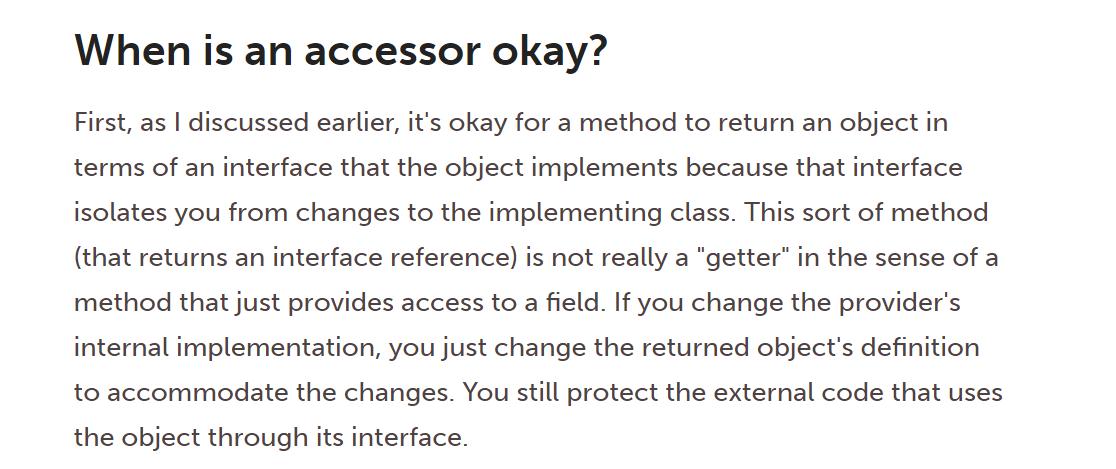 When is an accessor okay?
First, as I discussed earlier, it's okay for a method to return an object in
terms of an interface that the object implements because that interface
isolates you from changes to the implementing class. This sort of method
(that returns an interface reference) is not really a "getter" in the sense of a
method that just provides access to a field. If you change the provider's
internal implementation, you just change the returned object's definition
to accommodate the changes. You still protect the external code that uses
the object through its interface.